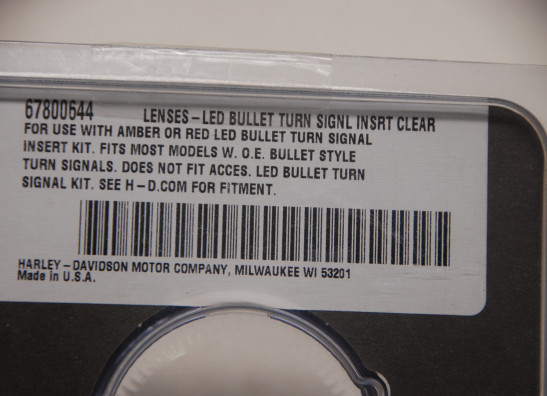 67800644 LENSES-LED BULLET TURN SIGNL INSRT CLEAR
FOR USE WITH AMBER OR RED LED BULLET TURN SIGNAL
INSERT KIT. FITS MOST MODELS W. O.E. BULLET STYLE
TURN SIGNALS. DOES NOT FIT ACCES. LED BULLET TURN
SIGNAL KIT. SEE H-D.COM FOR FITMENT.
HARLEY-DAVIDSON MOTOR COMPANY, MILWAUKEE WI 53201
Made in U.S.A.